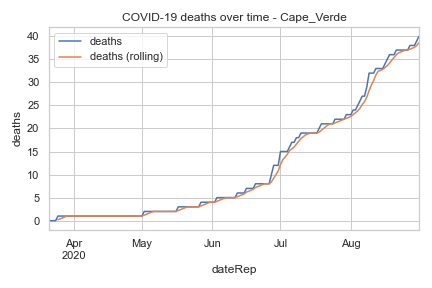 COVID-19 deaths over time - Cape_Verde
deaths
deaths (rolling)
40
35
30
25
20
15
10
5
0
deaths
Apr
2020
May
Jun
Jul
Aug
dateRep